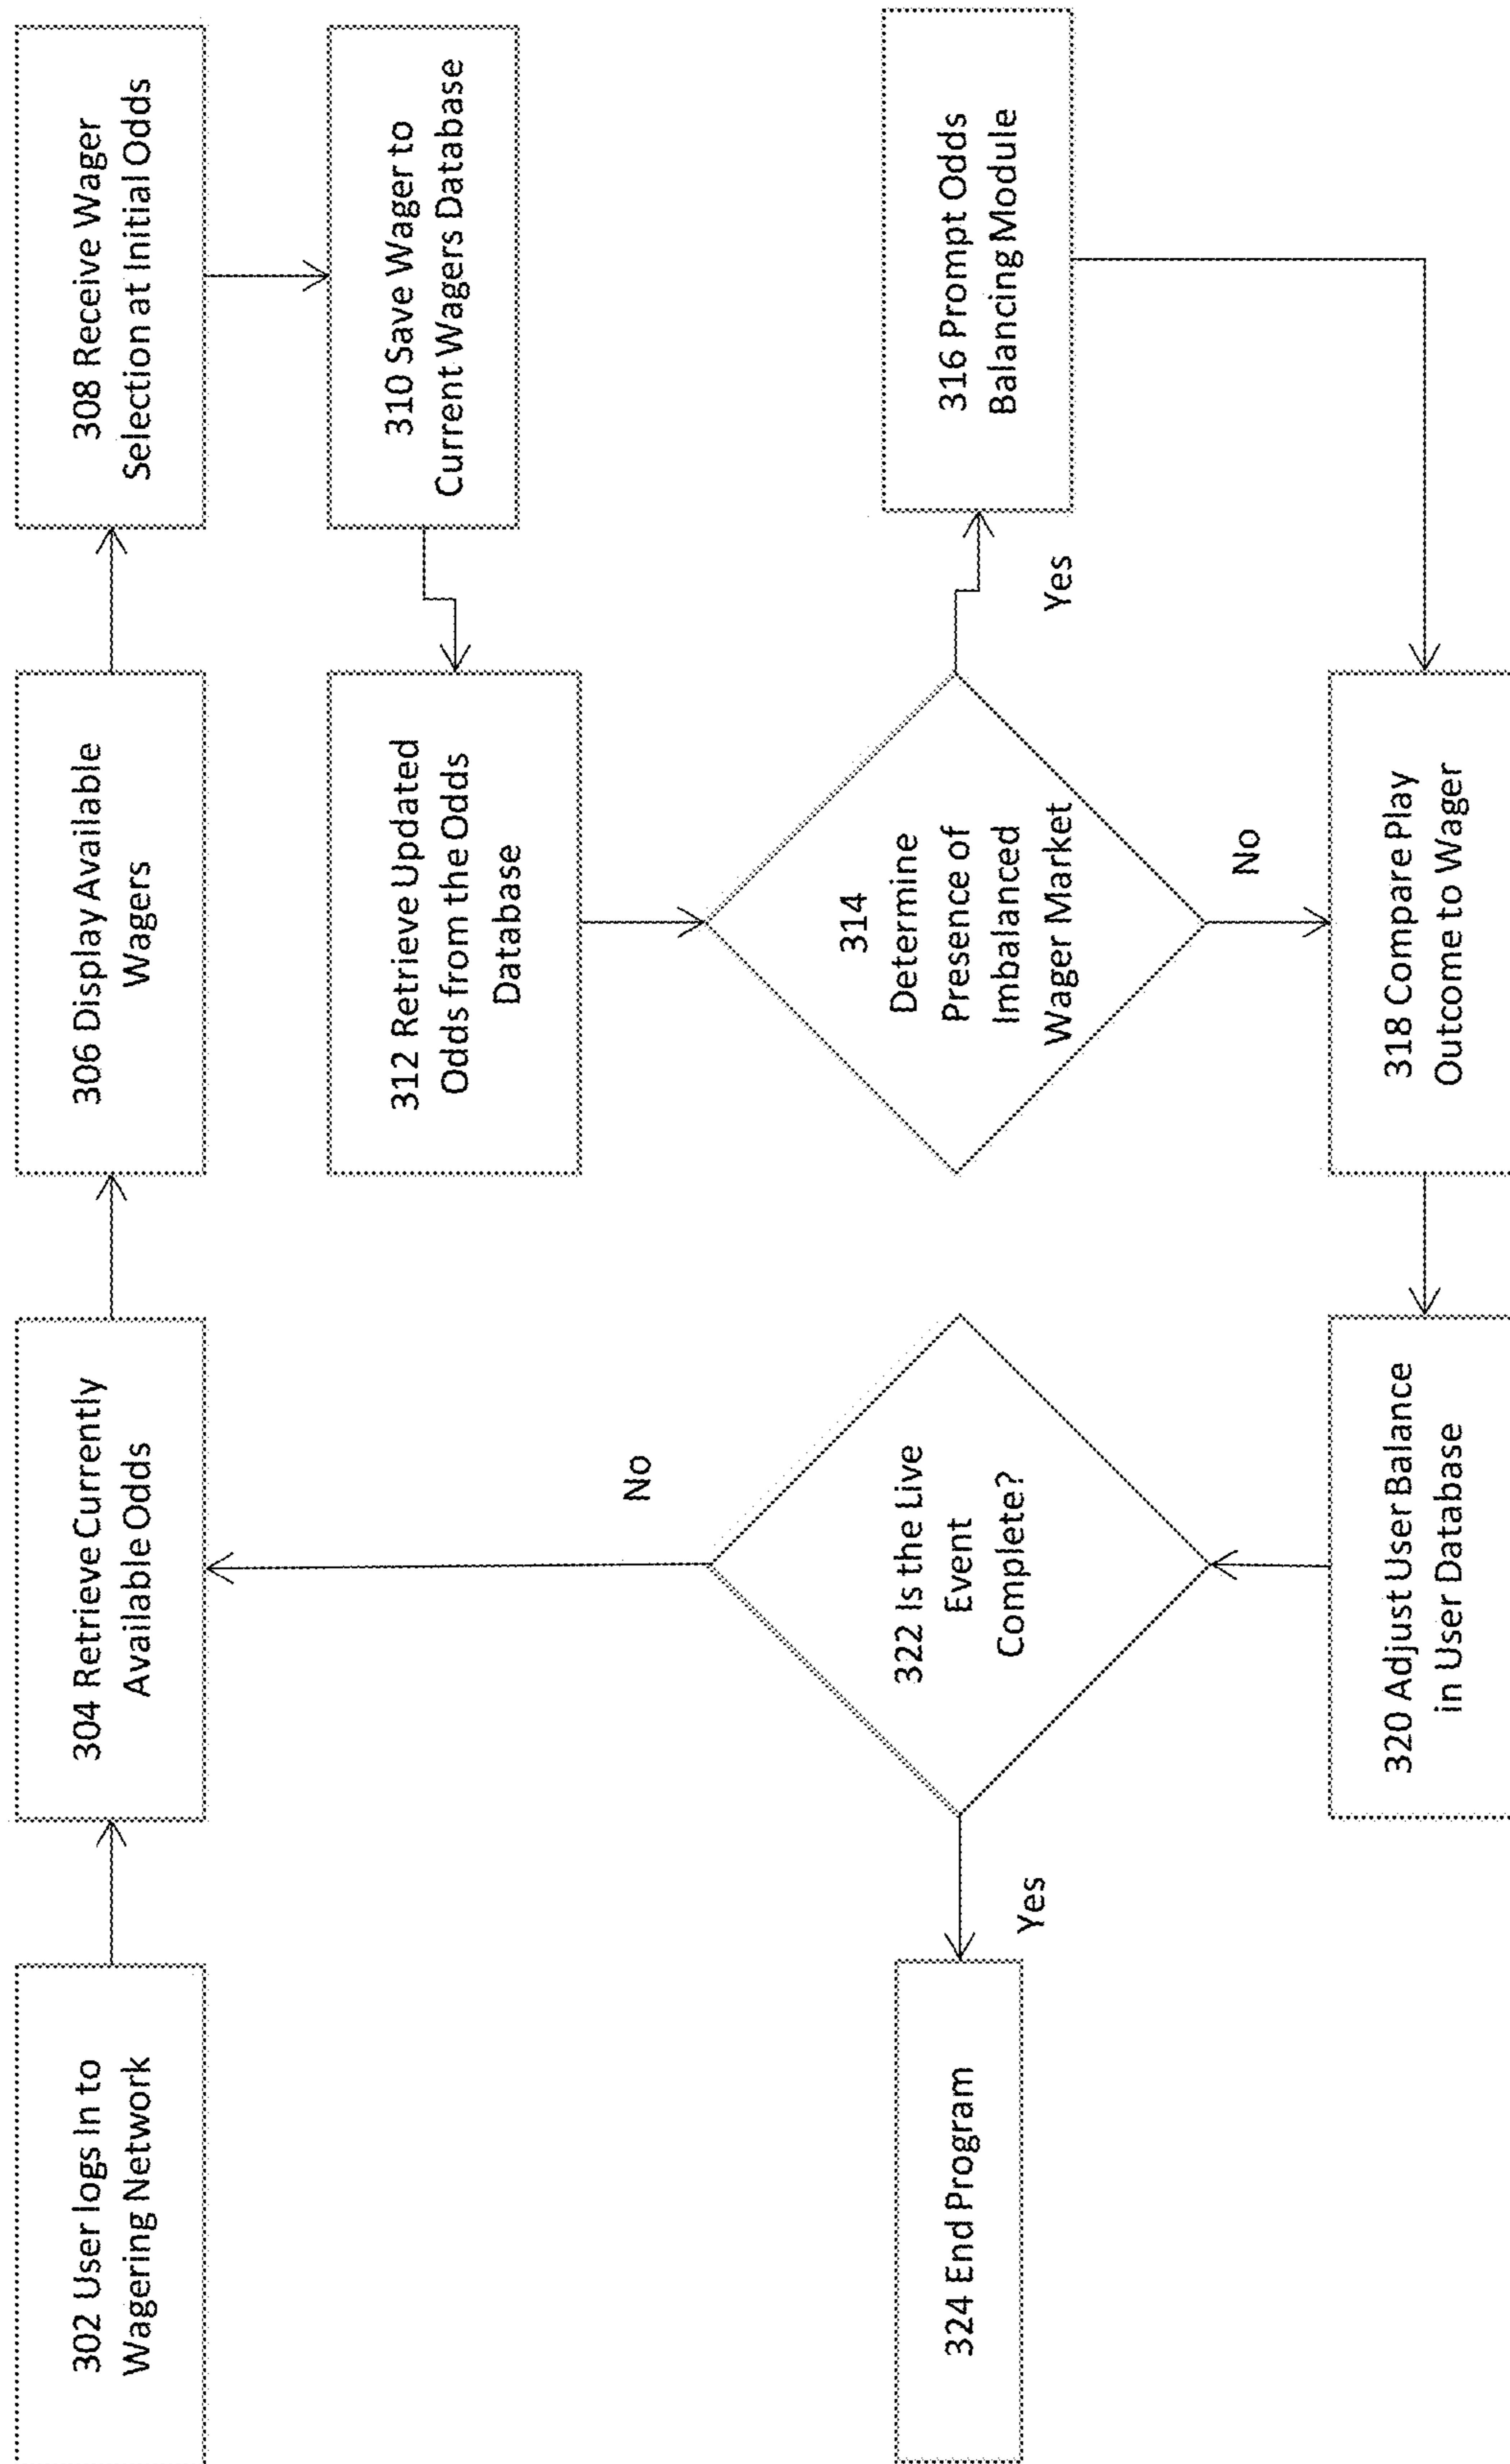 302 User logs In to
Wagering Network
304 Retrieve Currently
Available Odds
306 Display Available
Wagers
308 Receive Wager
Selection at Initial Odds
310 Save Wager to
Current Wagers Database
312 Retrieve Updated
Odds from the Odds
Database
314
Determine
Presence of
Imbalanced
Wager Market
Yes
316 Prompt Odds
Balancing Module
No
318 Compare Play
Outcome to Wager
320 Adjust User Balance
in User Database
322 Is the Live
Event
Complete?
No
Yes
324 End Program